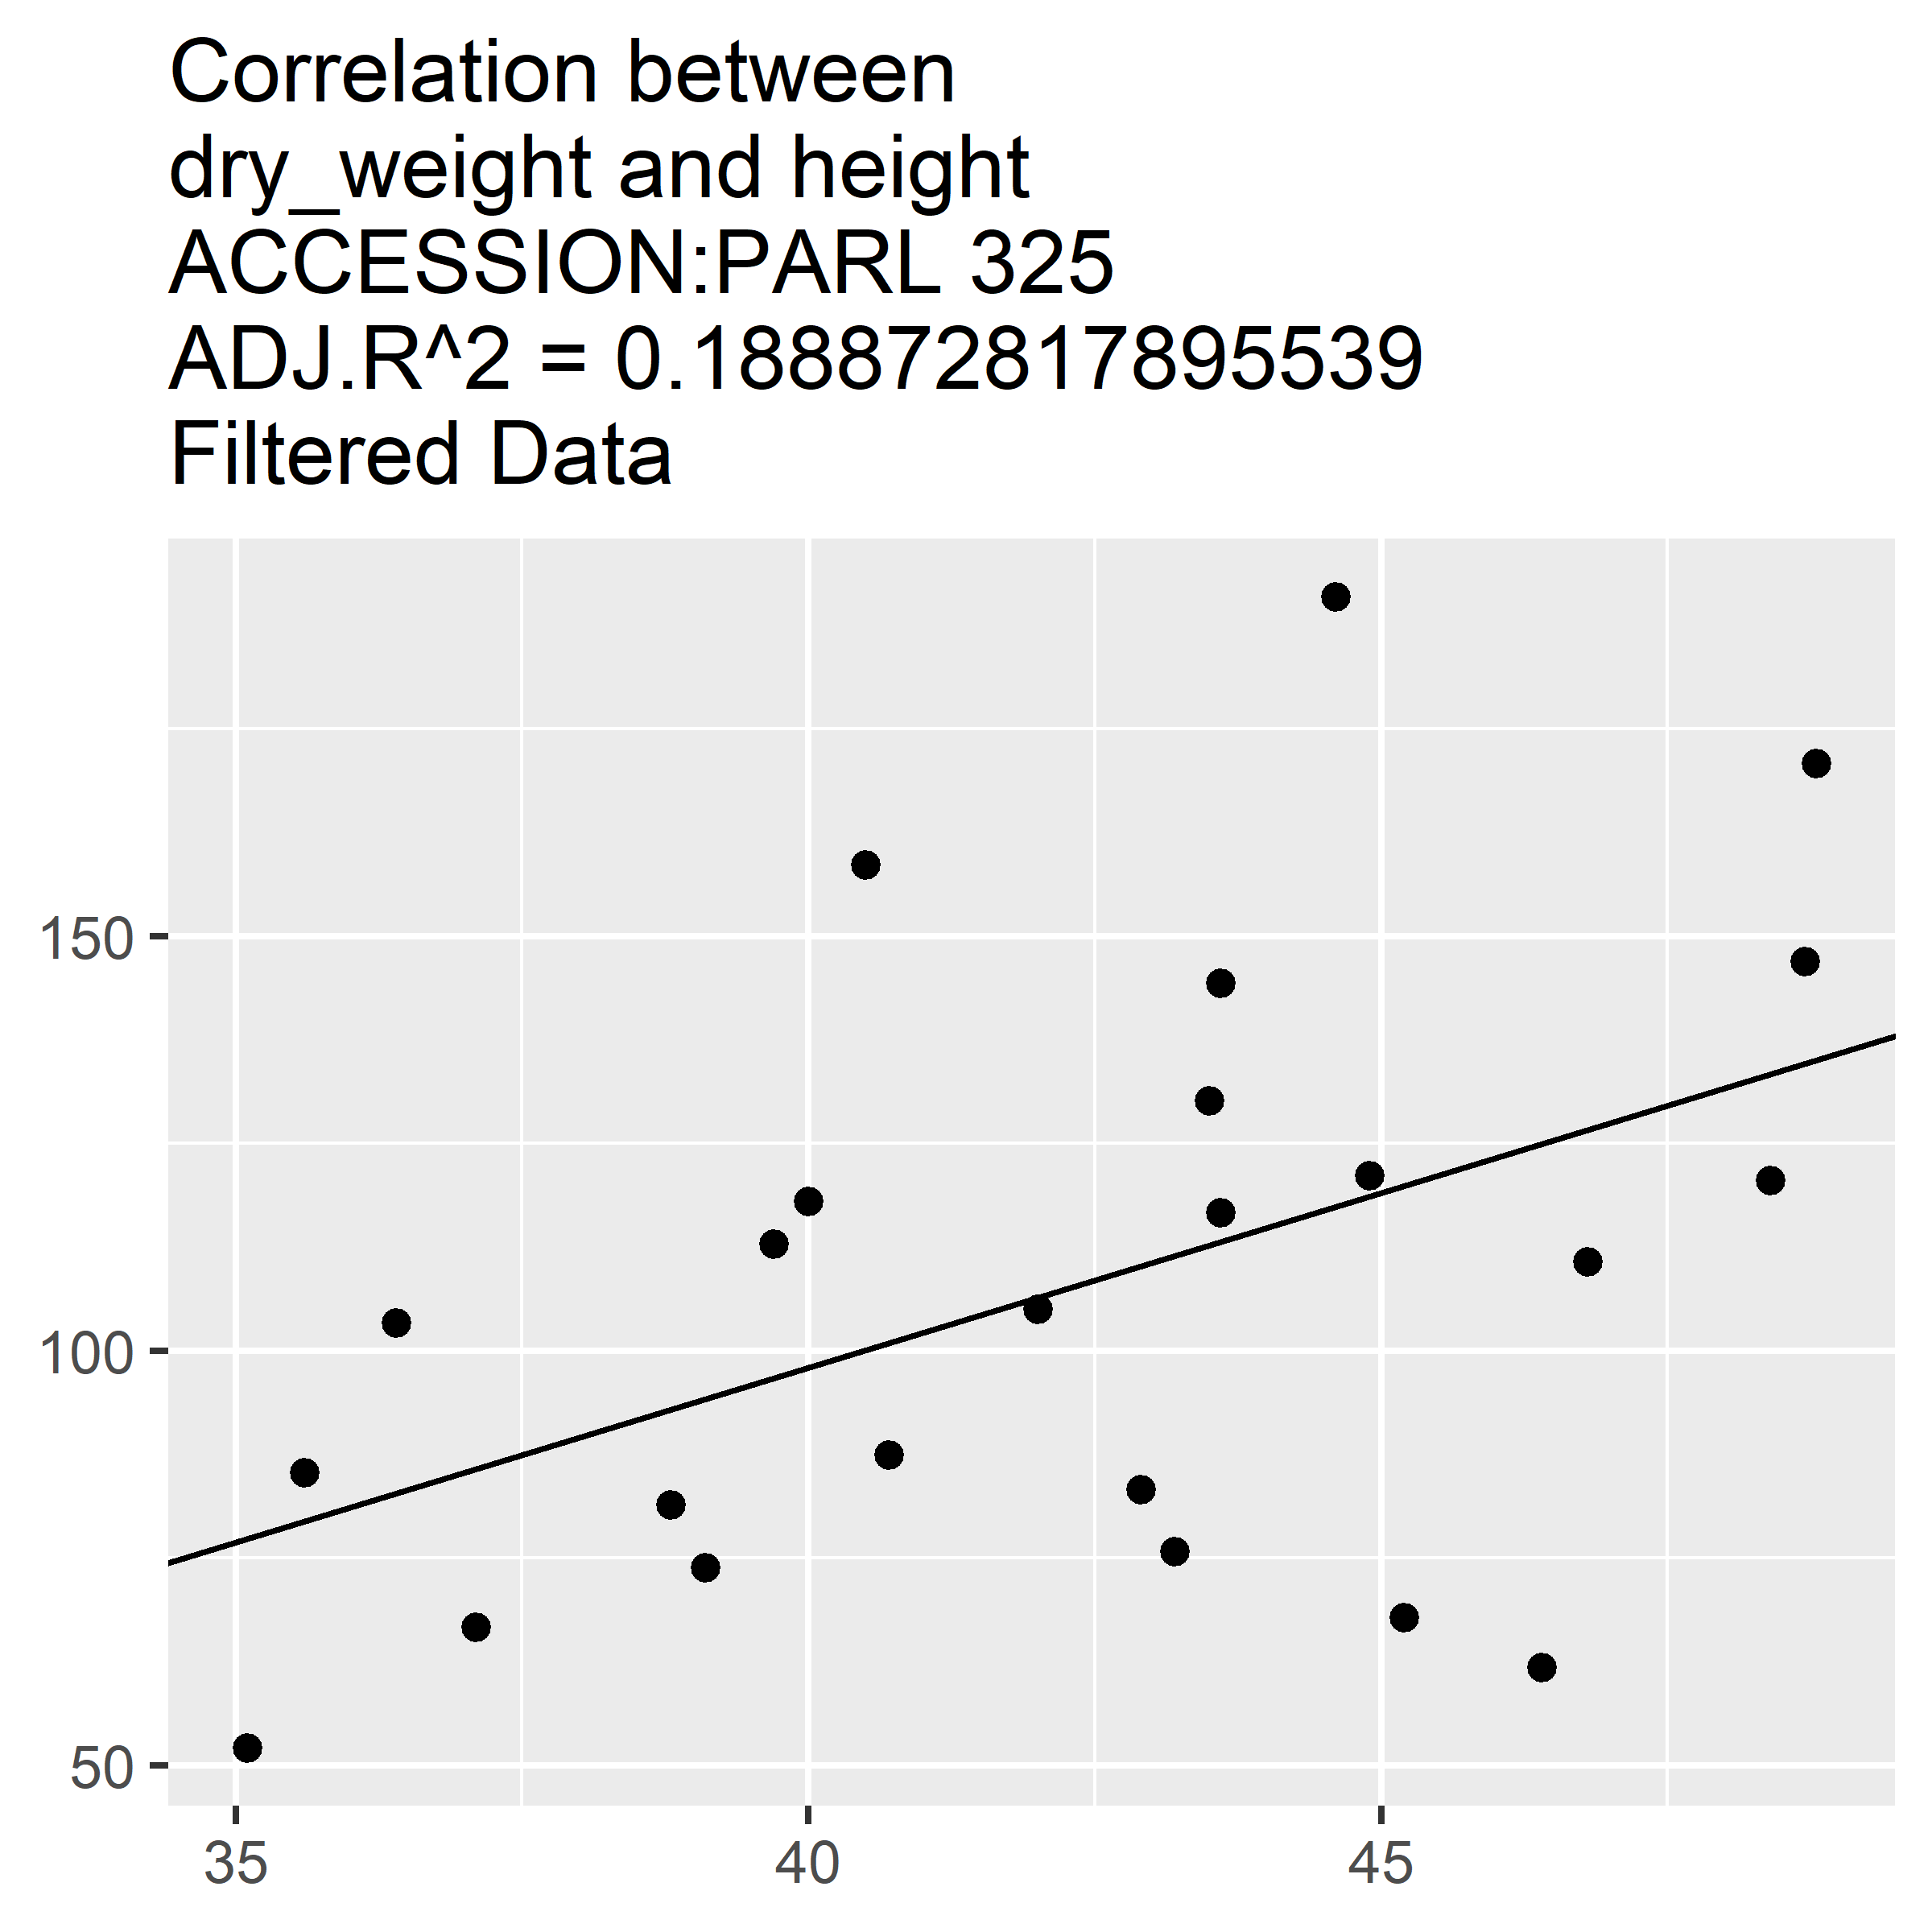 Correlation between
dry_weight and height
ACCESSION:PARL 325
ADJ.R^2 = 0.188872817895539
Filtered Data
150
100
50
35 40 45